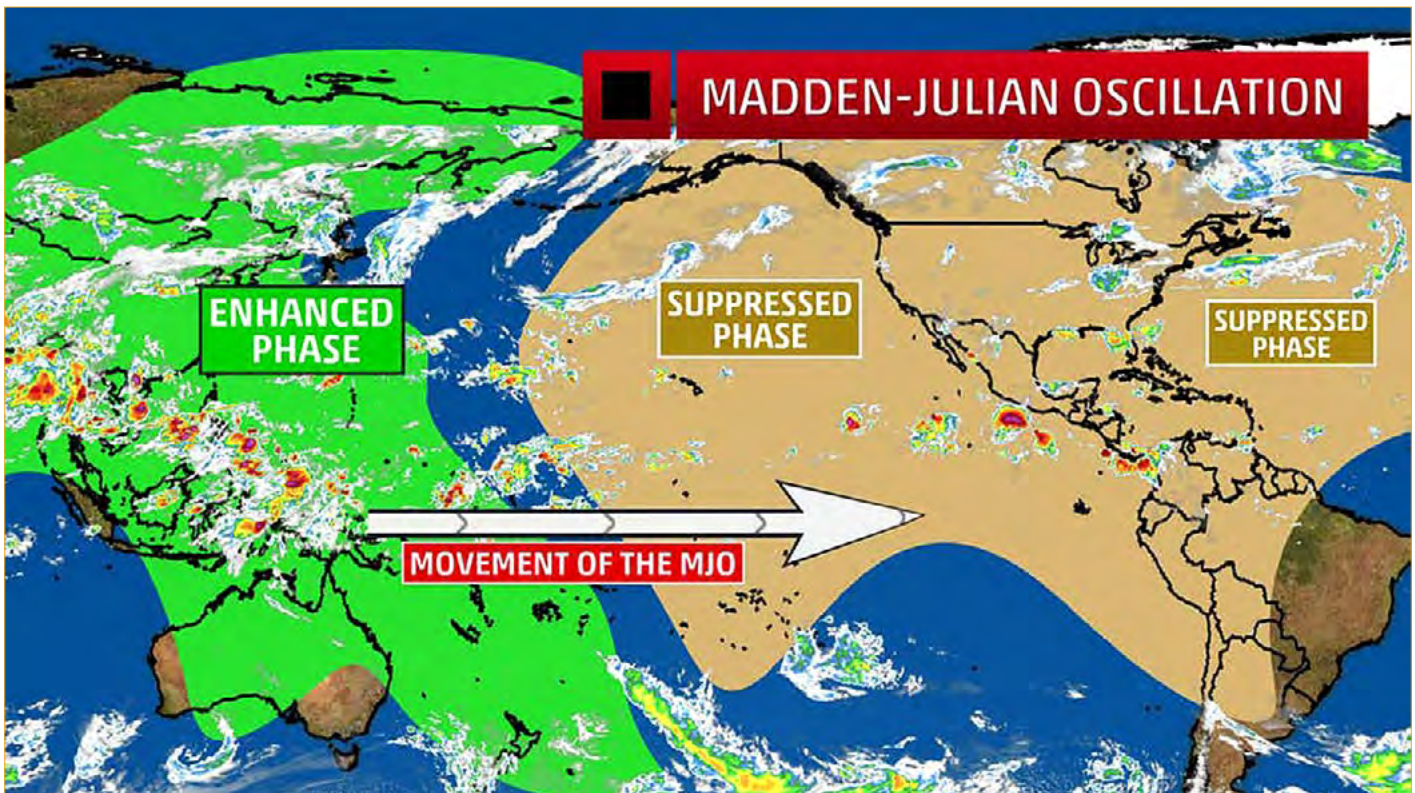 MADDEN-JULIAN OSCILLATION
ENHANCED
PHASE
SUPPRESSED
PHASE
SUPPRESSED
PHASE
MOVEMENT OF THE MJO